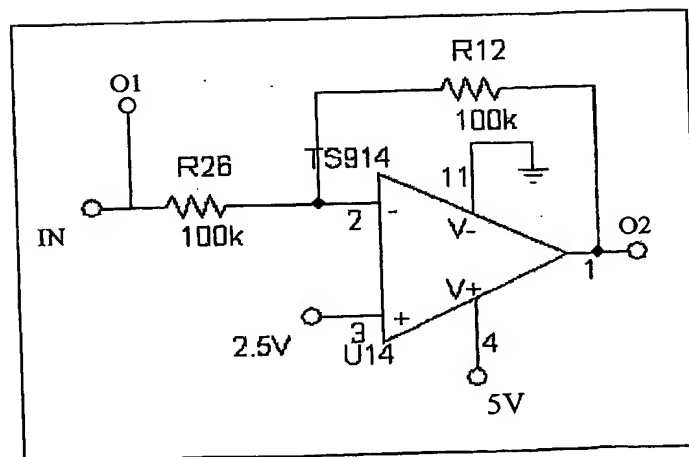 R12
O1
100k
R26
TS914
11
IN
100k
2
-
V-
O2
1
V+
2.5V
3
+
U14
4
5V